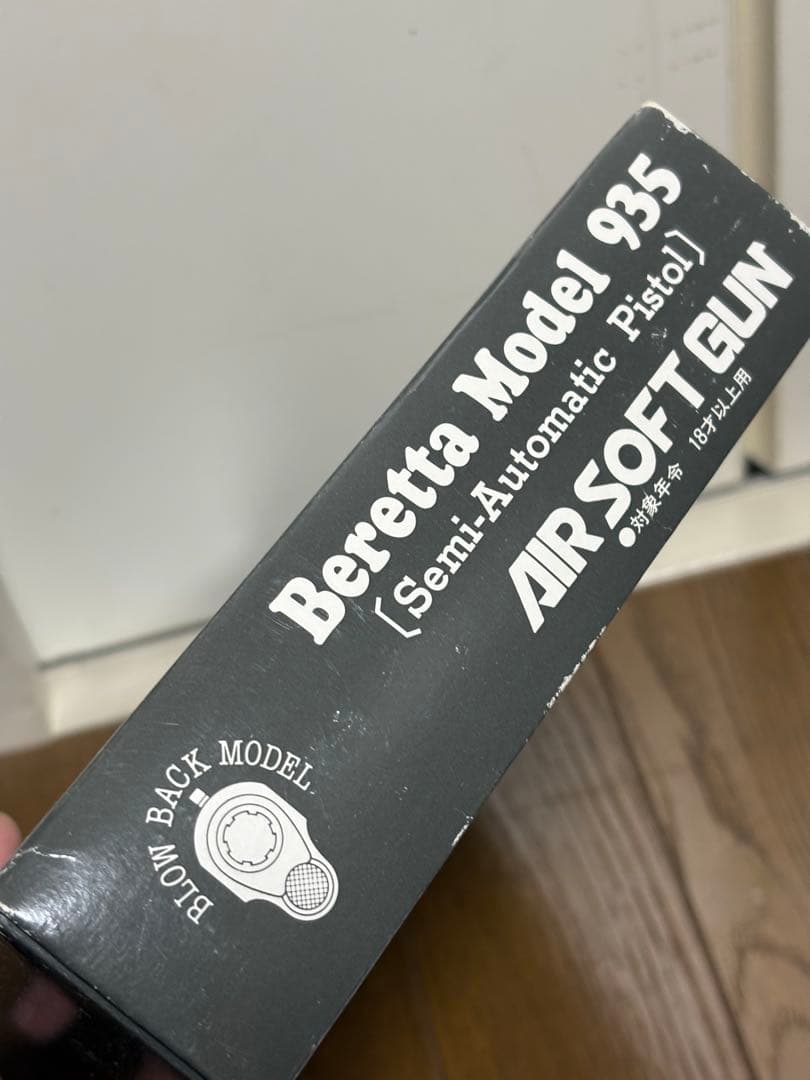 Beretta Model 935
〔Semi-Automatic Pistol〕
AIR SOFT GUN
●対象年令 18才以上用
BLOW BACK MODEL